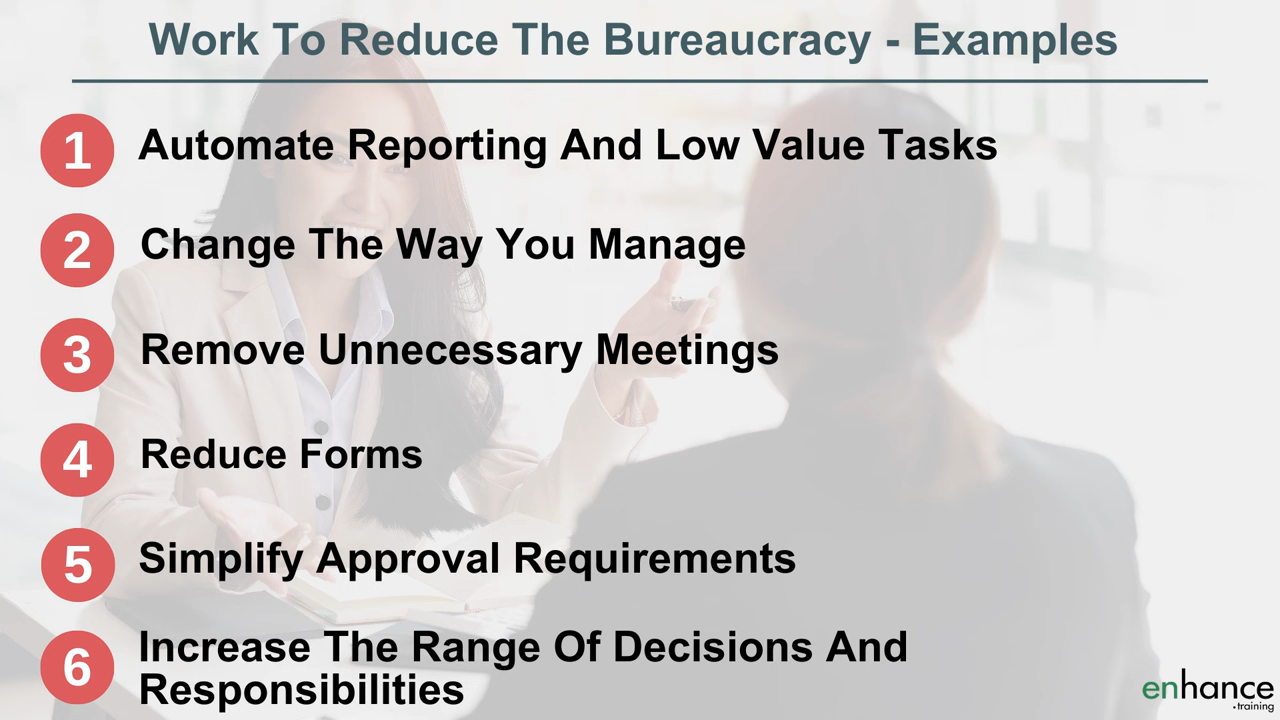 Work To Reduce The Bureaucracy - Examples
1 Automate Reporting And Low Value Tasks
2 Change The Way You Manage
3 Remove Unnecessary Meetings
4 Reduce Forms
5 Simplify Approval Requirements
6 Increase The Range Of Decisions And
Responsibilities
enhance
.training